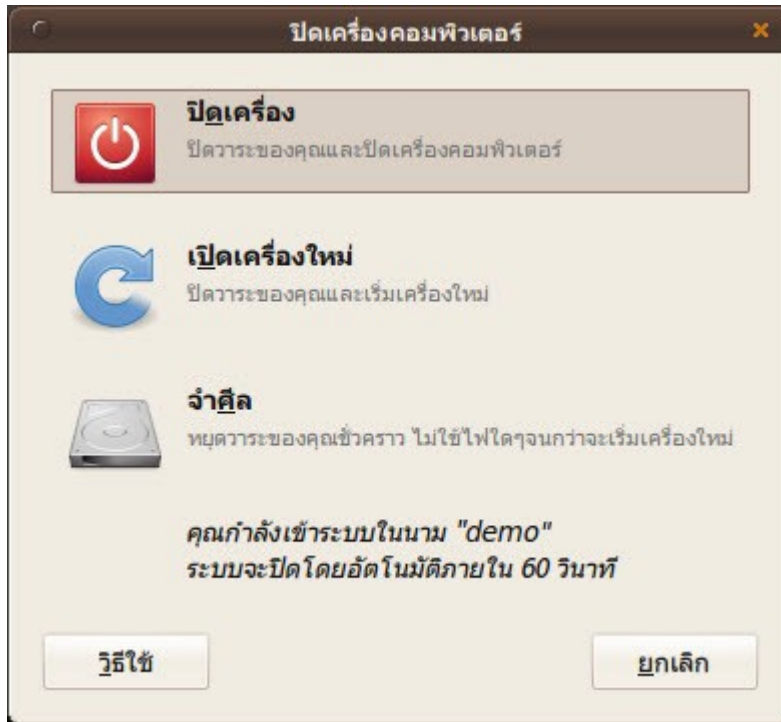 ปิดเครื่องคอมพิวเตอร์
ปิดเครื่อง
ปิดวาระของคุณและปิดเครื่องคอมพิวเตอร์
เปิดเครื่องใหม่
ปิดวาระของคุณและเริ่มเครื่องใหม่
จำศีล
หยุดวาระของคุณชั่วคราว ไม่ใช้ไฟใดๆจนกว่าจะเริ่มเครื่องใหม่
คุณกำลังเข้าระบบในนาม "demo"
ระบบจะปิดโดยอัตโนมัติภายใน 60 วินาที
วิธีใช้
ยกเลิก